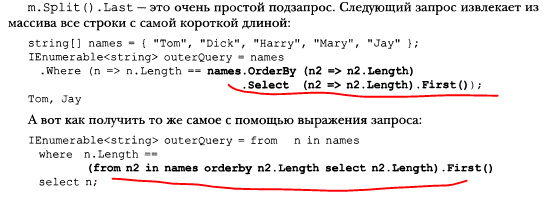 m.Split().Last — это очень простой подзапрос. Следующий запрос извлекает из
массива все строки с самой короткой длиной:
string[] names = { "Tom", "Dick", "Harry", "Mary", "Jay" };
IEnumerable<string> outerQuery = names
.Where (n => n.Length == names.OrderBy (n2 => n2.Length)
.Select (n2 => n2.Length).First());
Tom, Jay
А вот как получить то же самое с помощью выражения запроса:
IEnumerable<string> outerQuery = from n in names
where n.Length ==
(from n2 in names orderby n2.Length select n2.Length).First()
select n;